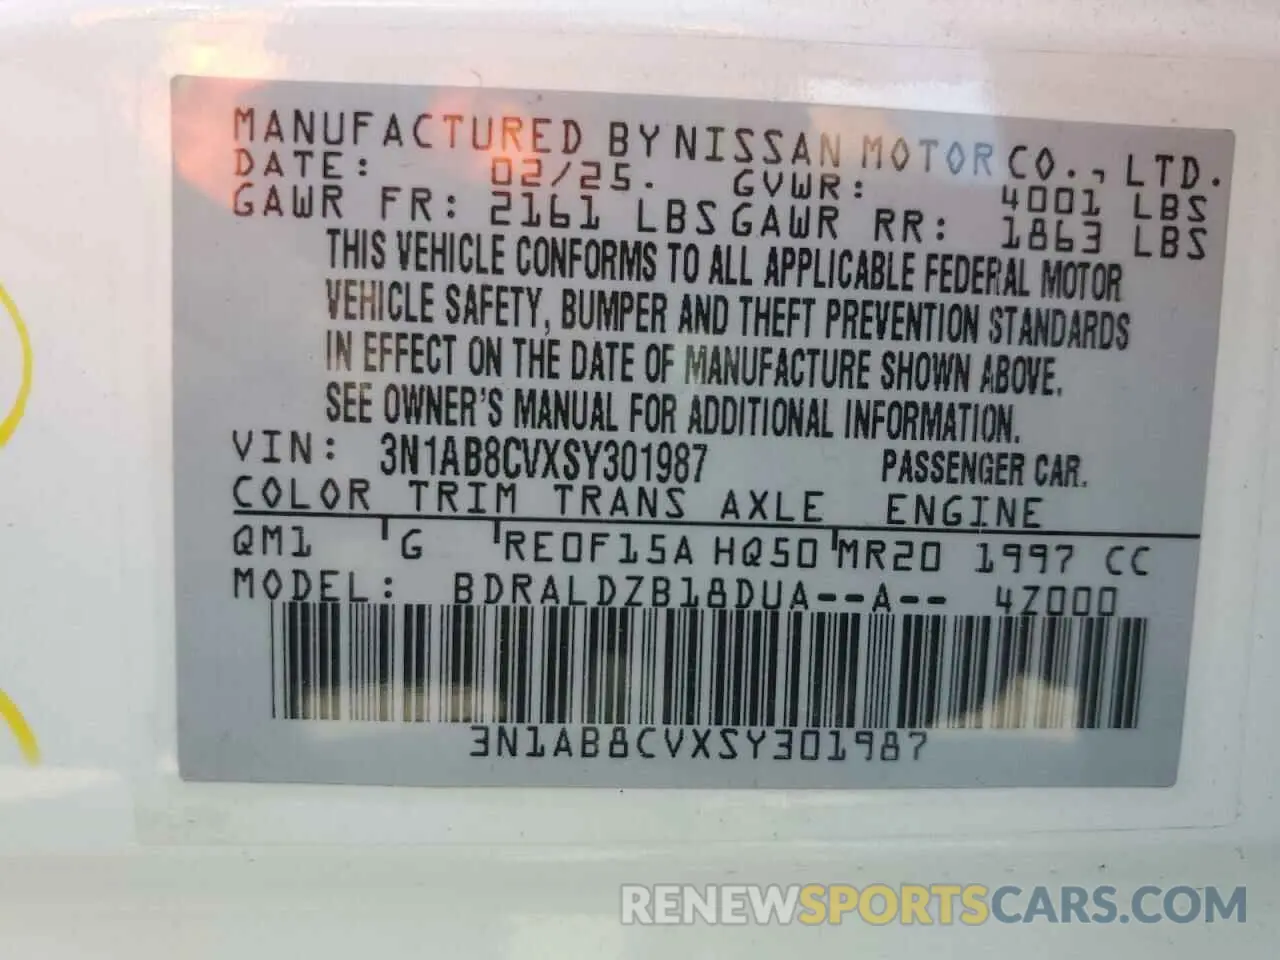 MANUFACTURED BY NISSAN MOTOR CO., LTD.
DATE: 02/25. GVWR: 4001 LBS
GAWR FR: 2161 LBS GAWR RR: 1863 LBS
THIS VEHICLE CONFORMS TO ALL APPLICABLE FEDERAL MOTOR
VEHICLE SAFETY, BUMPER AND THEFT PREVENTION STANDARDS
IN EFFECT ON THE DATE OF MANUFACTURE SHOWN ABOVE.
SEE OWNER'S MANUAL FOR ADDITIONAL INFORMATION.
VIN: 3N1AB8CVXSY301987 PASSENGER CAR.
COLOR TRIM TRANS AXLE ENGINE
QM1 G RE0F15A HQ50 MR20 1997 CC
MODEL: BDRALDZB18DUA--A-- 4Z000
3N1AB8CVXSY301987
RENEWSPORTSCARS.COM